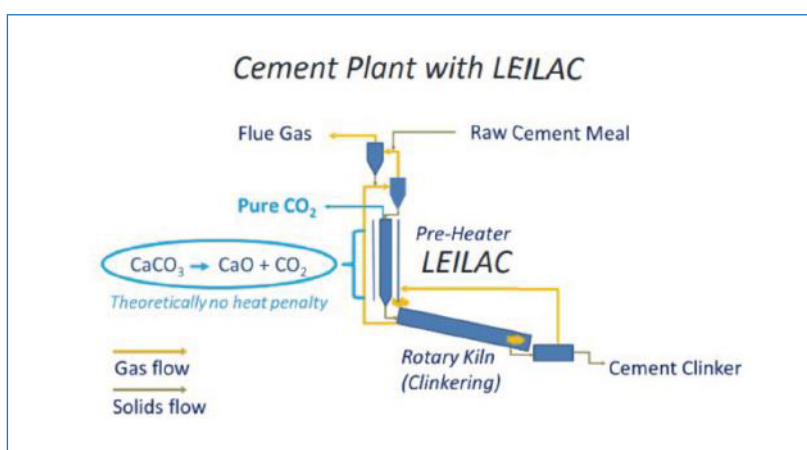 Cement Plant with LEILAC
Flue Gas
Raw Cement Meal
Pure CO₂
Pre-Heater
LEILAC
CaCO₃ → CaO + CO₂
Theoretically no heat penalty
Rotary Kiln
(Clinkering)
Cement Clinker
Gas flow
Solids flow